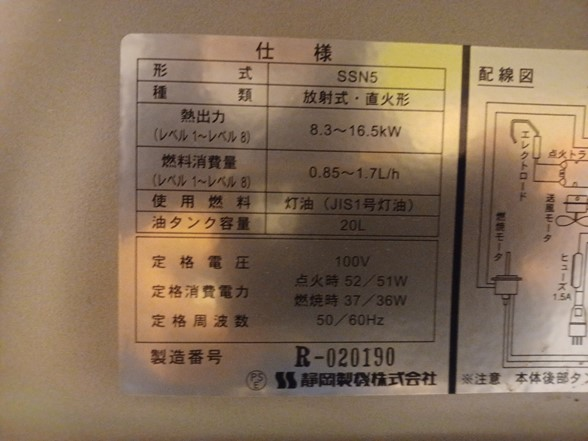 仕様
形式 SSN5
種類 放射式・直火形
熱出力
(レベル1〜レベル8) 8.3〜16.5kW
燃料消費量
(レベル1〜レベル8) 0.85〜1.7L/h
使用燃料 灯油（JIS1号灯油）
油タンク容量 20L
定格電圧 100V
定格消費電力 点火時 52／51W
燃焼時 37／36W
定格周波数 50／60Hz
製造番号 R-020190
PSE 静岡製機株式会社
配線図
エレクトロード
点火トラ
送風モータ
燃焼モータ
ヒューズ
1.5A
※注意 本体後部タン